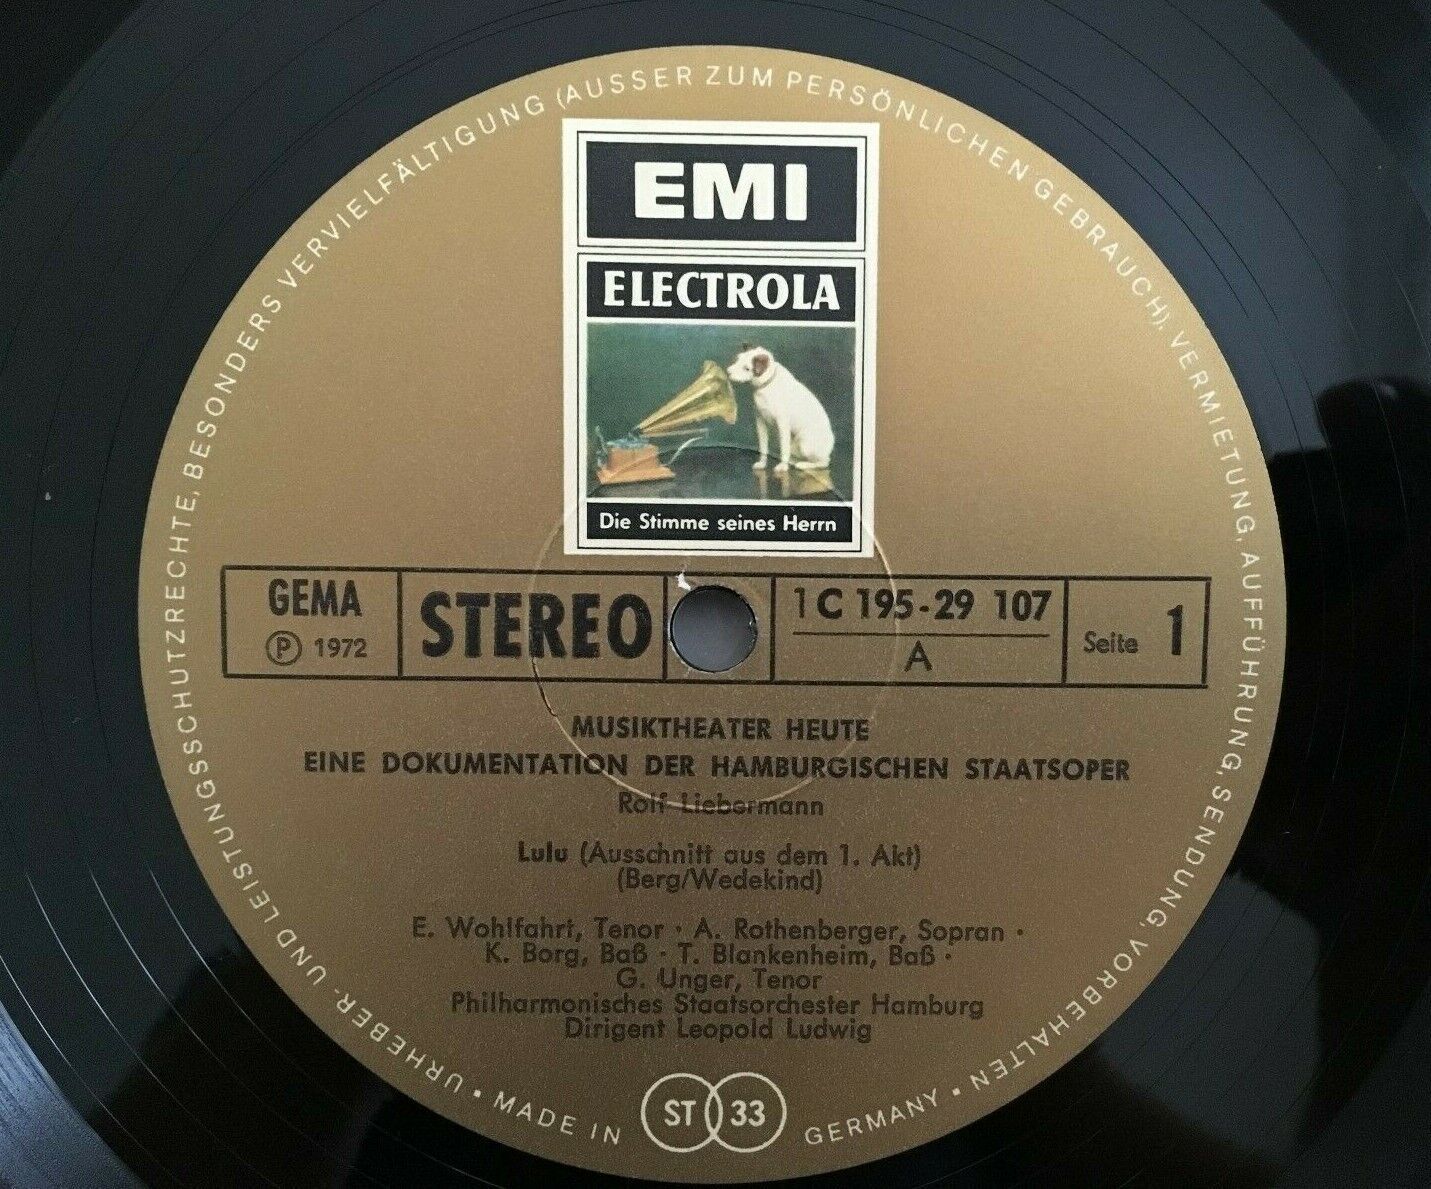 URHEBER- UND LEISTUNGSSCHUTZRECHTE, BESONDERS VERVIELFÄLTIGUNG (AUSSER ZUM PERSÖNLICHEN GEBRAUCH), VERMIETUNG, AUFFÜHRUNG, SENDUNG, VORBEHALTEN •
EMI
ELECTROLA
Die Stimme seines Herrn
GEMA
Ⓟ 1972
STEREO
1 C 195-29 107
A
Seite 1
MUSIKTHEATER HEUTE
EINE DOKUMENTATION DER HAMBURGISCHEN STAATSOPER
Rolf Liebermann
Lulu (Ausschnitt aus dem 1. Akt)
(Berg/Wedekind)
E. Wohlfahrt, Tenor · A. Rothenberger, Sopran ·
K. Borg, Baß · T. Blankenheim, Baß ·
G. Unger, Tenor
Philharmonisches Staatsorchester Hamburg
Dirigent Leopold Ludwig
• MADE IN
ST 33
GERMANY